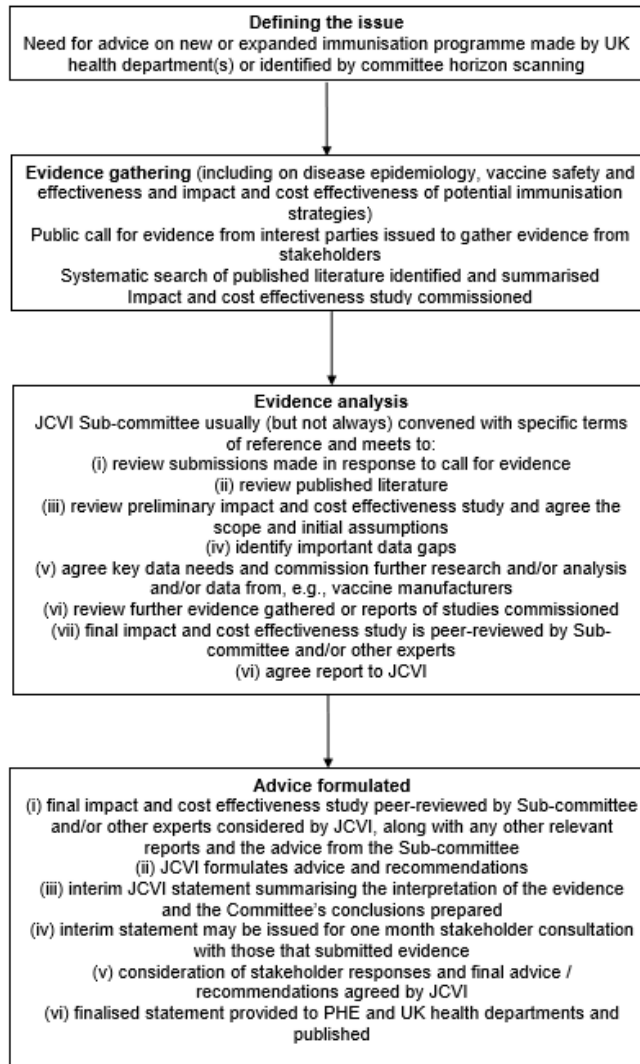 Defining the issue
Need for advice on new or expanded immunisation programme made by UK
health department(s) or identified by committee horizon scanning
Evidence gathering (including on disease epidemiology, vaccine safety and
effectiveness and impact and cost effectiveness of potential immunisation
strategies)
Public call for evidence from interest parties issued to gather evidence from
stakeholders
Systematic search of published literature identified and summarised
Impact and cost effectiveness study commissioned
Evidence analysis
JCVI Sub-committee usually (but not always) convened with specific terms
of reference and meets to:
(i) review submissions made in response to call for evidence
(ii) review published literature
(iii) review preliminary impact and cost effectiveness study and agree the
scope and initial assumptions
(iv) identify important data gaps
(v) agree key data needs and commission further research and/or analysis
and/or data from, e.g., vaccine manufacturers
(vi) review further evidence gathered or reports of studies commissioned
(vii) final impact and cost effectiveness study is peer-reviewed by Sub-
committee and/or other experts
(vi) agree report to JCVI
Advice formulated
(i) final impact and cost effectiveness study peer-reviewed by Sub-committee
and/or other experts considered by JCVI, along with any other relevant
reports and the advice from the Sub-committee
(ii) JCVI formulates advice and recommendations
(iii) interim JCVI statement summarising the interpretation of the evidence
and the Committee's conclusions prepared
(iv) interim statement may be issued for one month stakeholder consultation
with those that submitted evidence
(v) consideration of stakeholder responses and final advice /
recommendations agreed by JCVI
(vi) finalised statement provided to PHE and UK health departments and
published